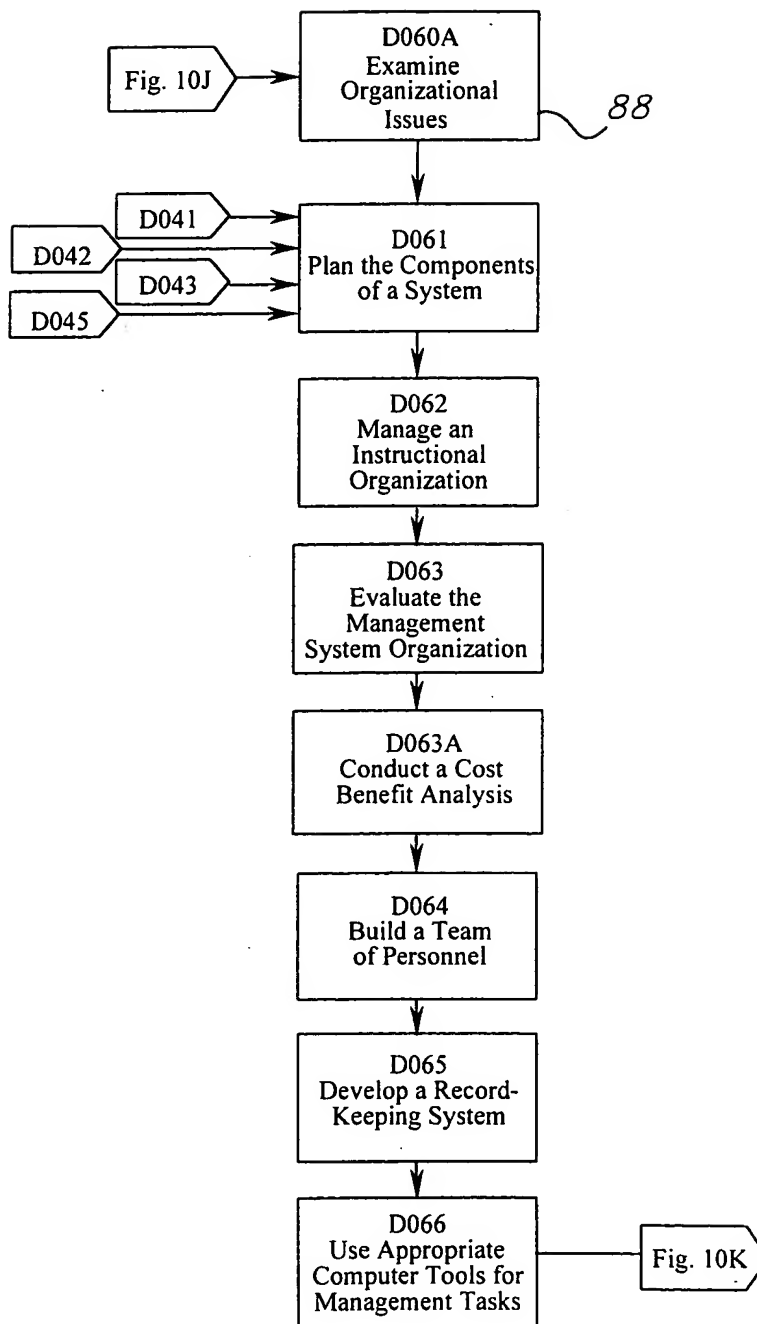 D060A
Examine
Organizational
Issues
Fig. 10J
88
D041
D042
D043
D045
D061
Plan the Components
of a System
D062
Manage an
Instructional
Organization
D063
Evaluate the
Management
System Organization
D063A
Conduct a Cost
Benefit Analysis
D064
Build a Team
of Personnel
D065
Develop a Record-
Keeping System
D066
Use Appropriate
Computer Tools for
Management Tasks
Fig. 10K